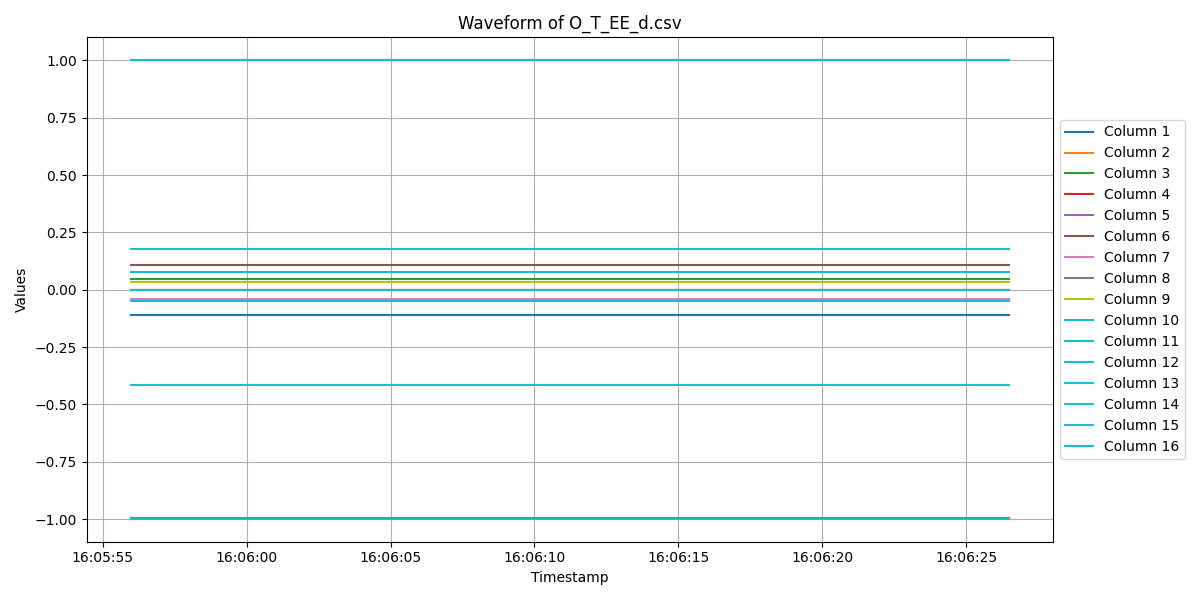 Waveform of O_T_EE_d.csv
Values
1.00
0.75
0.50
0.25
0.00
−0.25
−0.50
−0.75
−1.00
16:05:55
16:06:00
16:06:05
16:06:10
16:06:15
16:06:20
16:06:25
Timestamp
Column 1
Column 2
Column 3
Column 4
Column 5
Column 6
Column 7
Column 8
Column 9
Column 10
Column 11
Column 12
Column 13
Column 14
Column 15
Column 16